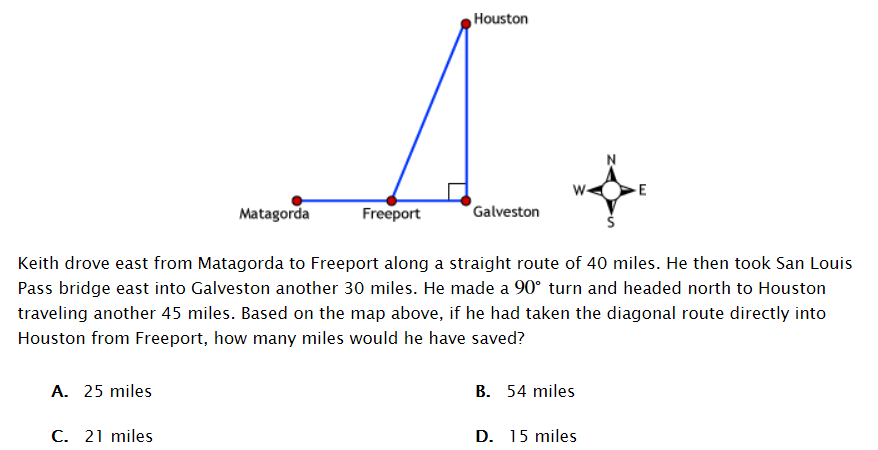 Houston
N
W E
S
Matagorda Freeport Galveston
Keith drove east from Matagorda to Freeport along a straight route of 40 miles. He then took San Louis
Pass bridge east into Galveston another 30 miles. He made a 90° turn and headed north to Houston
traveling another 45 miles. Based on the map above, if he had taken the diagonal route directly into
Houston from Freeport, how many miles would he have saved?
A. 25 miles B. 54 miles
C. 21 miles D. 15 miles